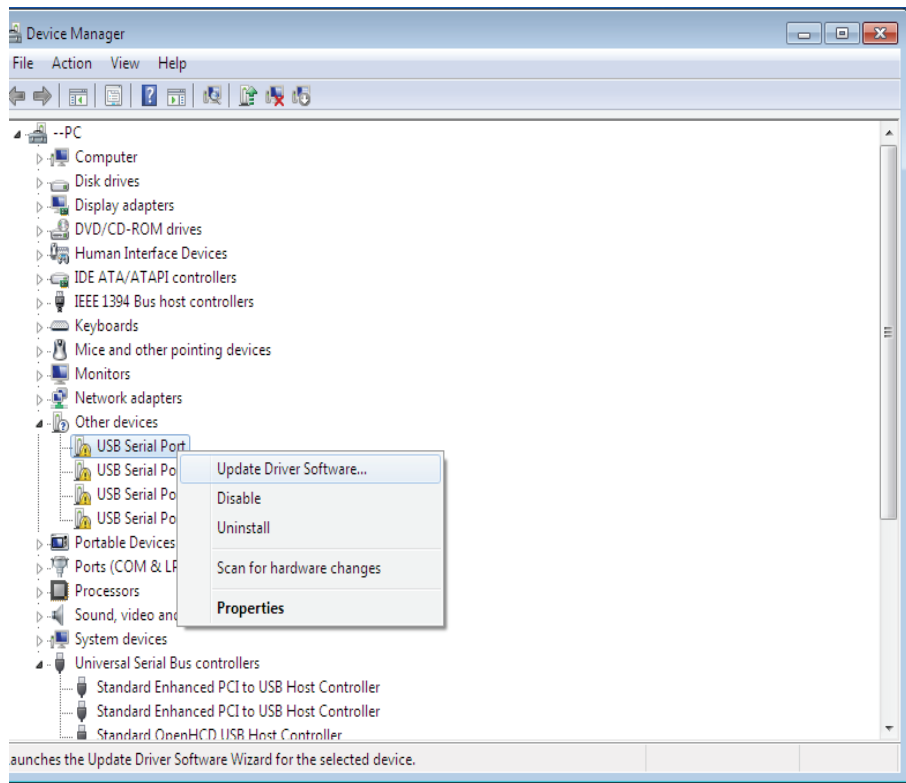 Device Manager
File Action View Help
--PC
Computer
Disk drives
Display adapters
DVD/CD-ROM drives
Human Interface Devices
IDE ATA/ATAPI controllers
IEEE 1394 Bus host controllers
Keyboards
Mice and other pointing devices
Monitors
Network adapters
Other devices
USB Serial Port
USB Serial Po
USB Serial Po
USB Serial Po
Update Driver Software...
Disable
Uninstall
Scan for hardware changes
Properties
Portable Devices
Ports (COM & LP
Processors
Sound, video and
System devices
Universal Serial Bus controllers
Standard Enhanced PCI to USB Host Controller
Standard Enhanced PCI to USB Host Controller
Standard OpenHCD USB Host Controller
aunches the Update Driver Software Wizard for the selected device.